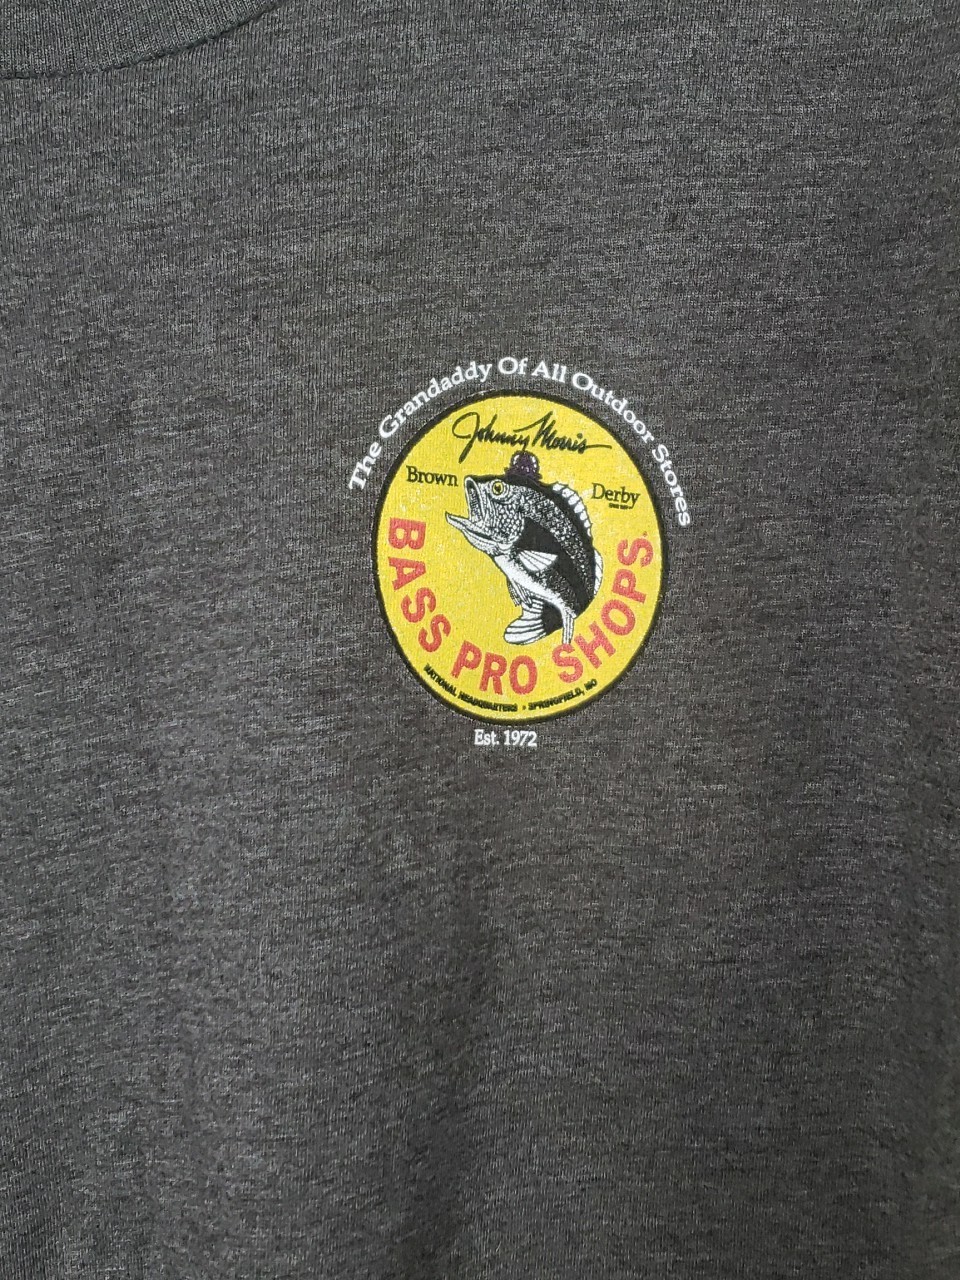 The Grandaddy Of All Outdoor Stores
Johnny Morris
Brown Derby
BASS PRO SHOPS
NATIONAL HEADQUARTERS • SPRINGFIELD, MO
Est. 1972